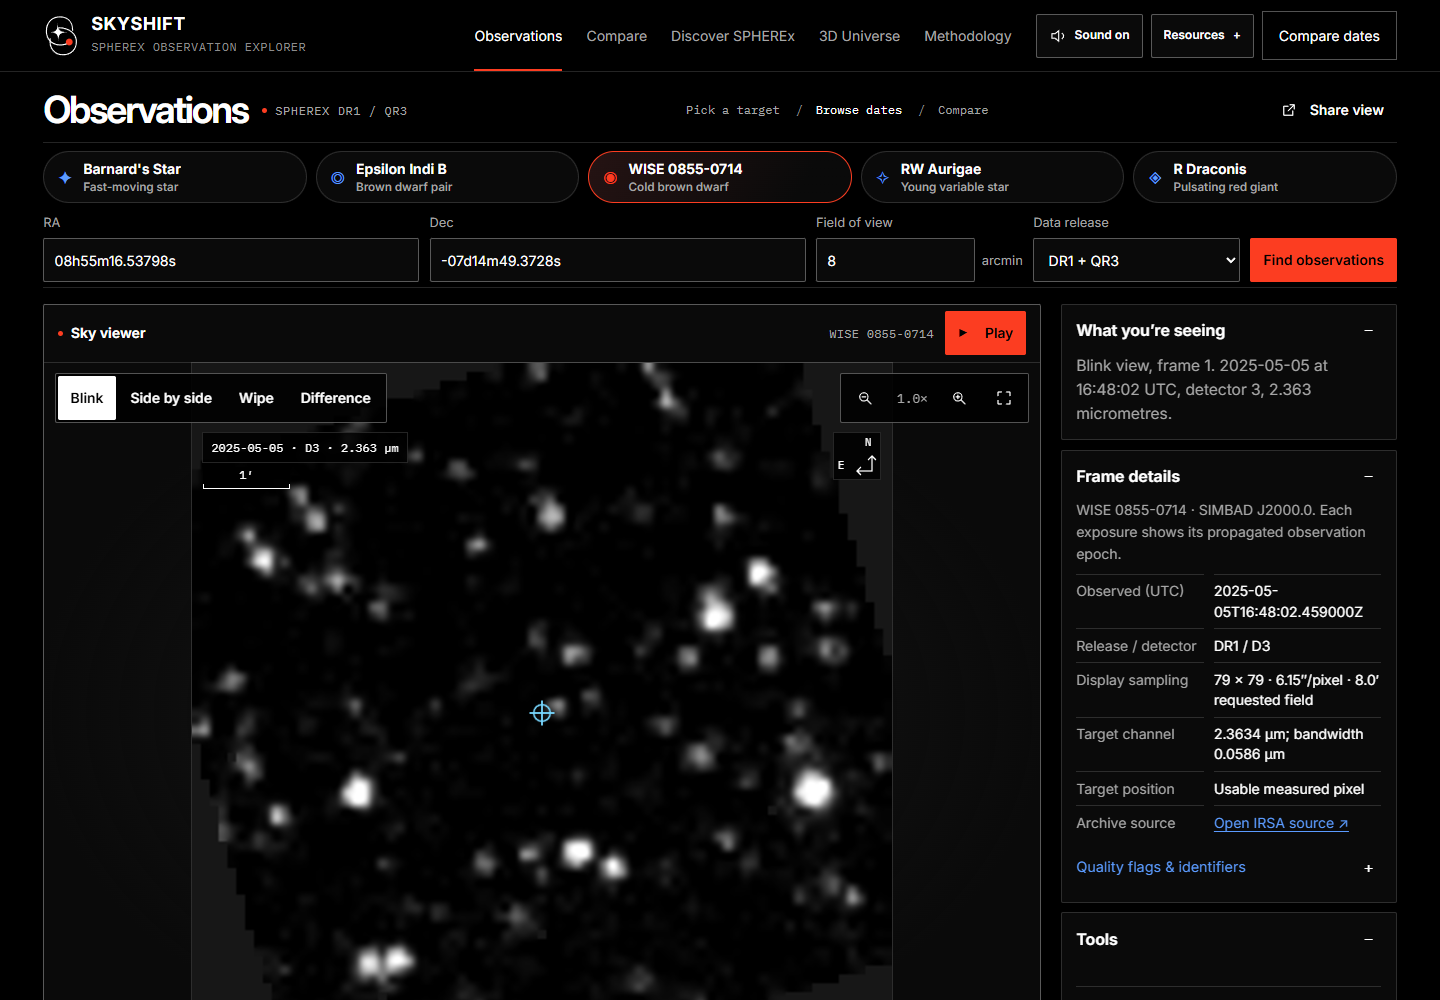 SKYSHIFT
SPHEREX OBSERVATION EXPLORER
Observations
Compare
Discover SPHEREx
3D Universe
Methodology
Sound on
Resources +
Compare dates
Observations
SPHEREX DR1 / QR3
Pick a target / Browse dates / Compare
Share view
Barnard's Star
Fast-moving star
Epsilon Indi B
Brown dwarf pair
WISE 0855-0714
Cold brown dwarf
RW Aurigae
Young variable star
R Draconis
Pulsating red giant
RA
08h55m16.53798s
Dec
-07d14m49.3728s
Field of view
8
arcmin
Data release
DR1 + QR3
Find observations
Sky viewer
WISE 0855-0714
Play
Blink
Side by side
Wipe
Difference
1.0×
2025-05-05 · D3 · 2.363 µm
1′
N
E
What you’re seeing
Blink view, frame 1. 2025-05-05 at
16:48:02 UTC, detector 3, 2.363
micrometres.
Frame details
WISE 0855-0714 · SIMBAD J2000.0. Each
exposure shows its propagated observation
epoch.
Observed (UTC)
2025-05-
05T16:48:02.459000Z
Release / detector
DR1 / D3
Display sampling
79 × 79 · 6.15″/pixel · 8.0′
requested field
Target channel
2.3634 µm; bandwidth
0.0586 µm
Target position
Usable measured pixel
Archive source
Open IRSA source ↗
Quality flags & identifiers
+
Tools